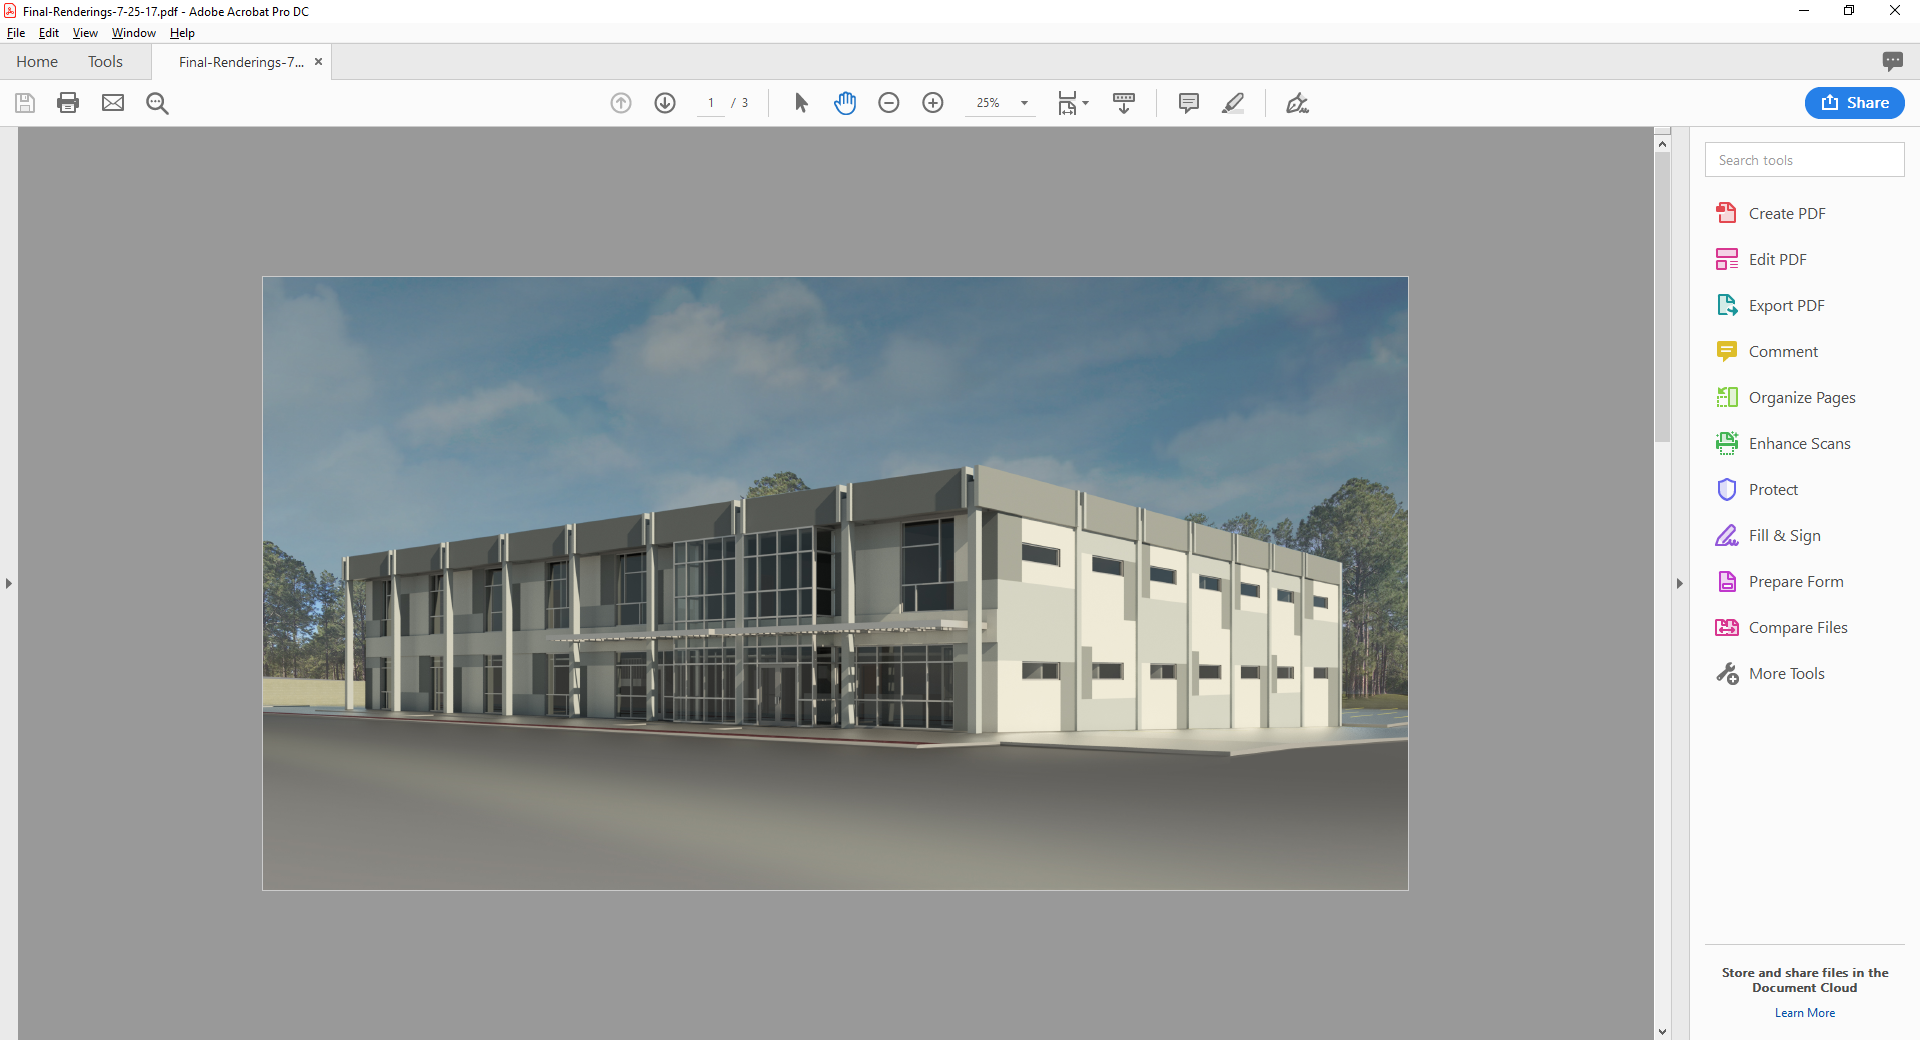 Final-Renderings-7-25-17.pdf - Adobe Acrobat Pro DC
File Edit View Window Help
Home Tools Final-Renderings-7... ×
1 / 3 25% Share
Search tools
Create PDF
Edit PDF
Export PDF
Comment
Organize Pages
Enhance Scans
Protect
Fill & Sign
Prepare Form
Compare Files
More Tools
Store and share files in the
Document Cloud
Learn More